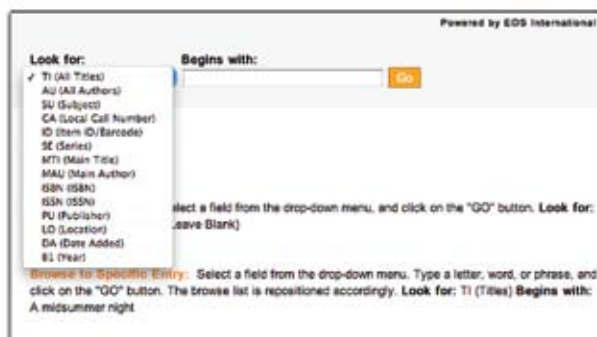 Powered by EOS International
Look for: Begins with:
✓ TI (All Titles)
Go
AU (All Authors)
SU (Subject)
CA (Local Call Number)
ID (Item ID/Barcode)
SE (Series)
MTI (Main Title)
MAU (Main Author)
ISBN (ISBN)
ISSN (ISSN)
PU (Publisher)
LO (Location)
DA (Date Added)
B1 (Year)
elect a field from the drop-down menu, and click on the "GO" button. Look for:
eave Blank)
Browse to Specific Entry: Select a field from the drop-down menu. Type a letter, word, or phrase, and
click on the "GO" button. The browse list is repositioned accordingly. Look for: TI (Titles) Begins with:
A midsummer night